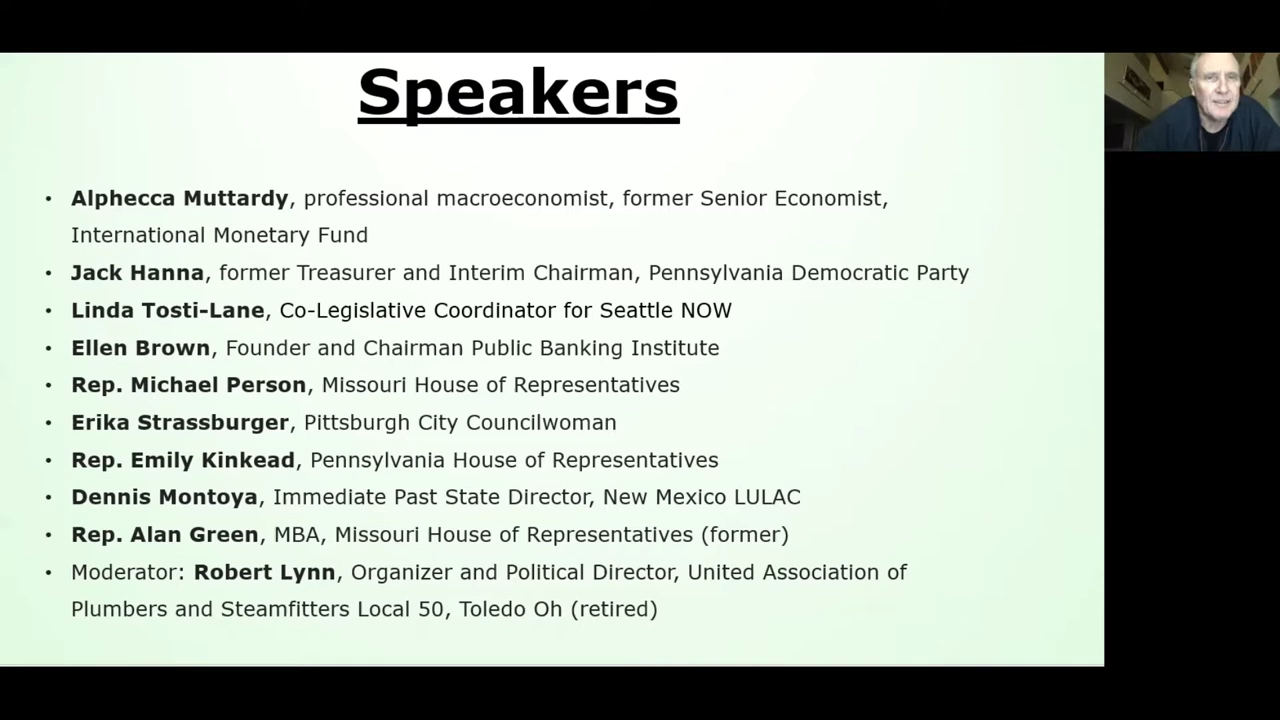 Speakers
• Alphecca Muttardy, professional macroeconomist, former Senior Economist,
International Monetary Fund
• Jack Hanna, former Treasurer and Interim Chairman, Pennsylvania Democratic Party
• Linda Tosti-Lane, Co-Legislative Coordinator for Seattle NOW
• Ellen Brown, Founder and Chairman Public Banking Institute
• Rep. Michael Person, Missouri House of Representatives
• Erika Strassburger, Pittsburgh City Councilwoman
• Rep. Emily Kinkead, Pennsylvania House of Representatives
• Dennis Montoya, Immediate Past State Director, New Mexico LULAC
• Rep. Alan Green, MBA, Missouri House of Representatives (former)
• Moderator: Robert Lynn, Organizer and Political Director, United Association of
Plumbers and Steamfitters Local 50, Toledo Oh (retired)